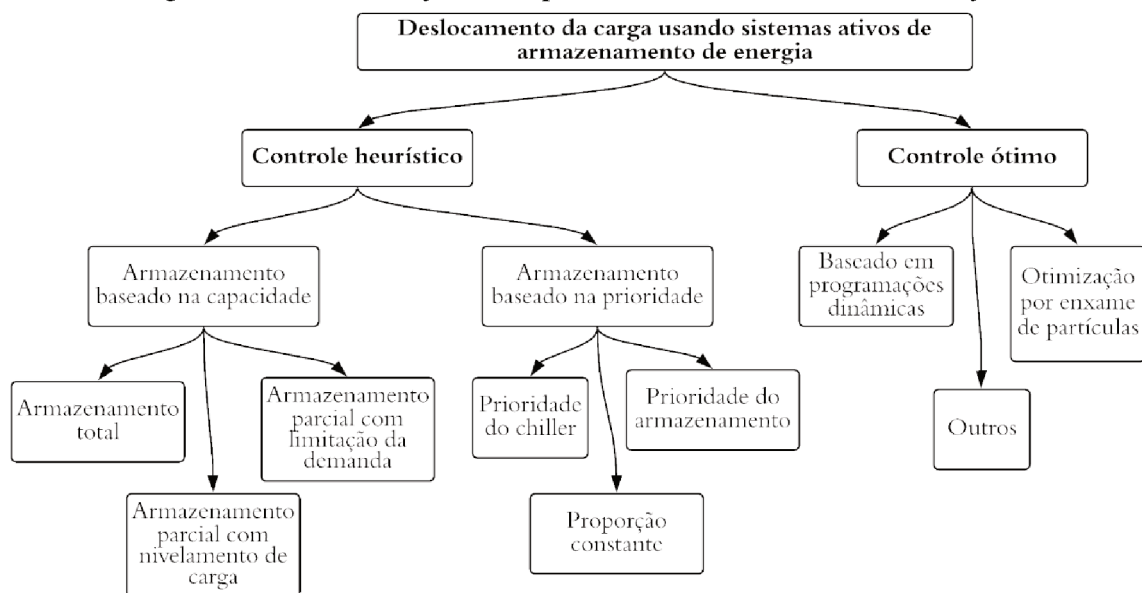 Deslocamento da carga usando sistemas ativos de
armazenamento de energia
Controle heurístico
Controle ótimo
Armazenamento
baseado na capacidade
Armazenamento
baseado na prioridade
Baseado em
programações
dinâmicas
Otimização
por enxame
de partículas
Armazenamento
total
Armazenamento
parcial com
limitação da
demanda
Prioridade
do chiller
Prioridade do
armazenamento
Outros
Armazenamento
parcial com
nivelamento de
carga
Proporção
constante